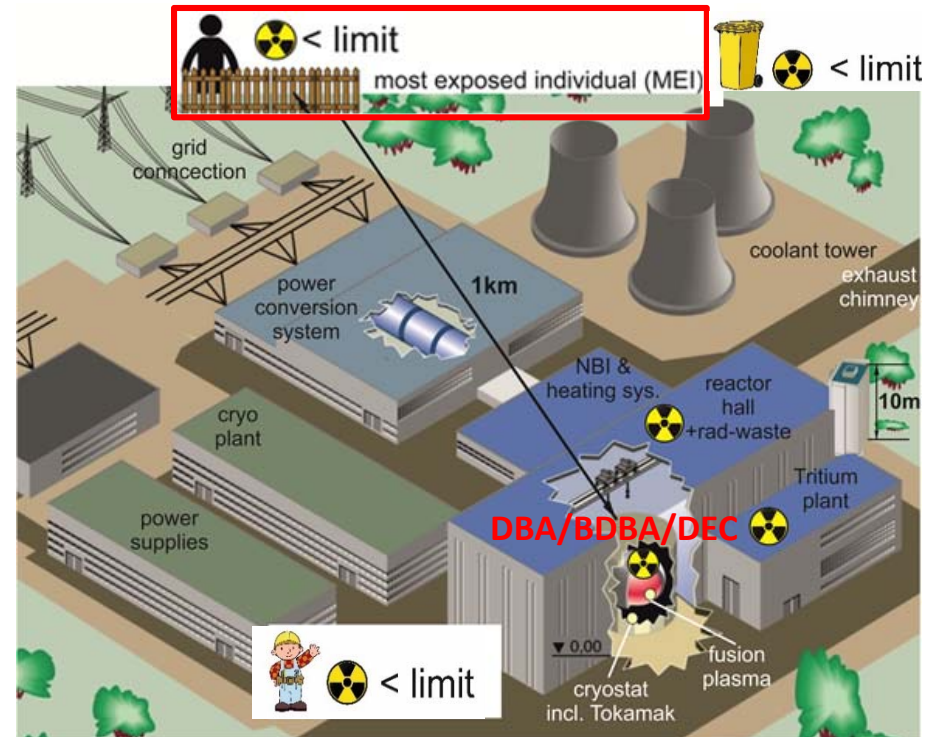 < limit
most exposed individual (MEI)
< limit
grid
conncection
coolant tower
exhaust
chimney
power
conversion
system
1km
NBI &
heating sys.
reactor
hall
+rad-waste
10m
cryo
plant
Tritium
plant
power
supplies
DBA/BDBA/DEC
▼ 0,00
fusion
plasma
cryostat
incl. Tokamak
< limit